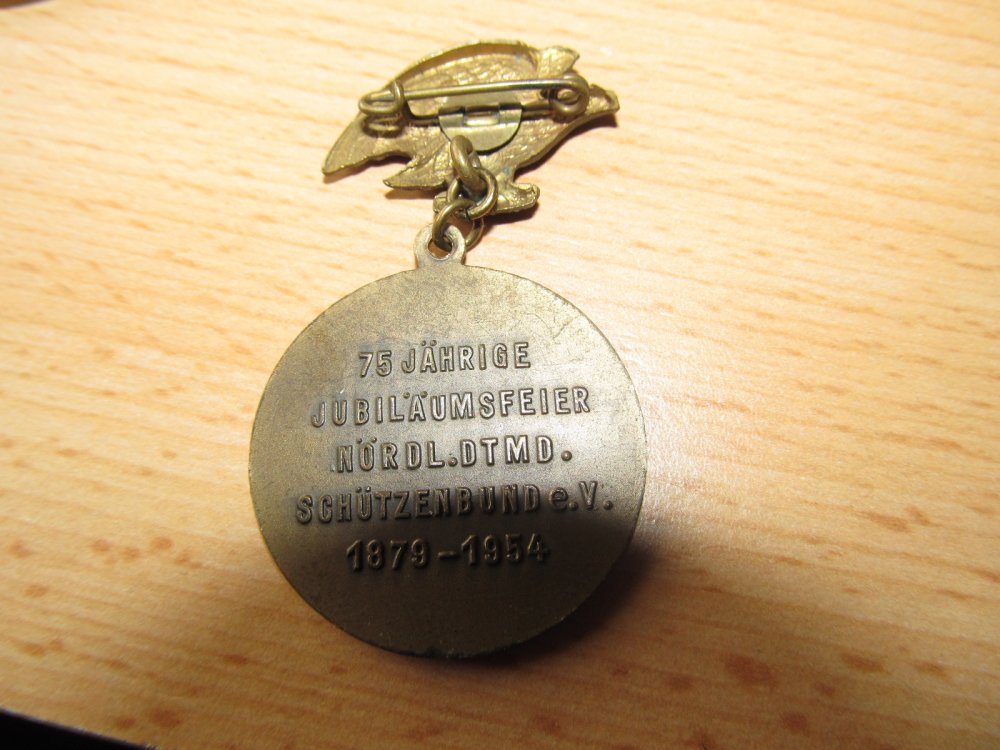 75 JÄHRIGE
JUBILÄUMSFEIER
NÖRDL. DTMD.
SCHÜTZENBUND e.V.
1879-1954